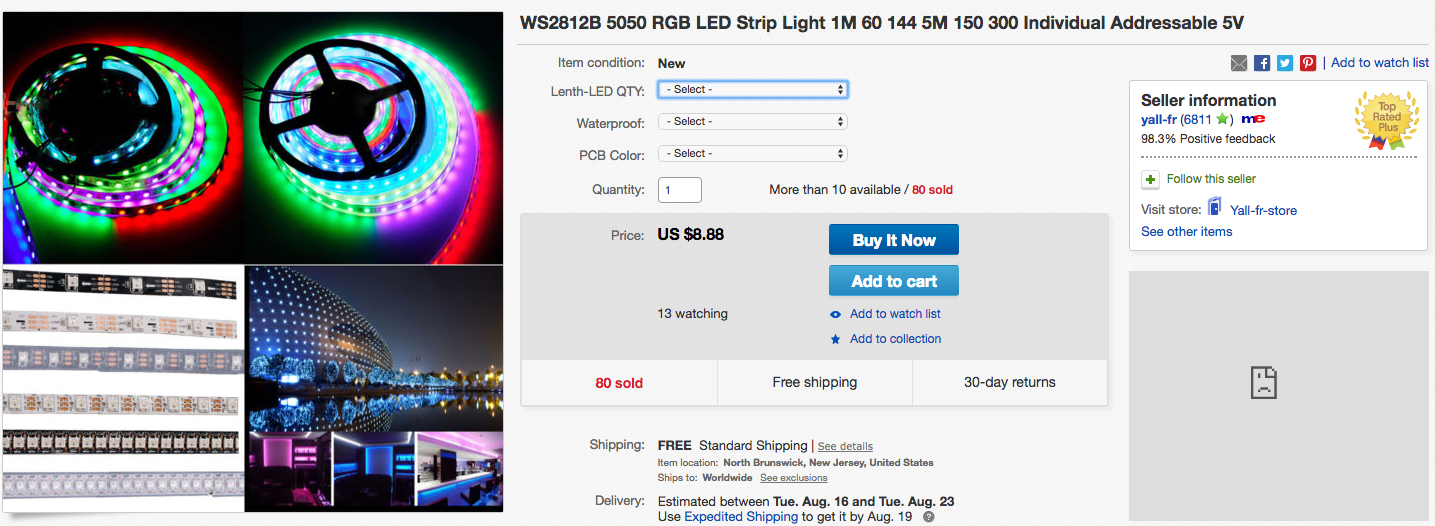 WS2812B 5050 RGB LED Strip Light 1M 60 144 5M 150 300 Individual Addressable 5V
Item condition: New
Lenth-LED QTY: - Select -
Waterproof: - Select -
PCB Color: - Select -
Quantity: 1 More than 10 available / 80 sold
Price: US $8.88
Buy It Now
Add to cart
13 watching
Add to watch list
Add to collection
80 sold Free shipping 30-day returns
Shipping: FREE Standard Shipping | See details
Item location: North Brunswick, New Jersey, United States
Ships to: Worldwide See exclusions
Delivery: Estimated between Tue. Aug. 16 and Tue. Aug. 23
Use Expedited Shipping to get it by Aug. 19 ?
| Add to watch list
Seller information
yall-fr (6811 ) me
98.3% Positive feedback
Top
Rated
Plus
Follow this seller
Visit store: Yall-fr-store
See other items